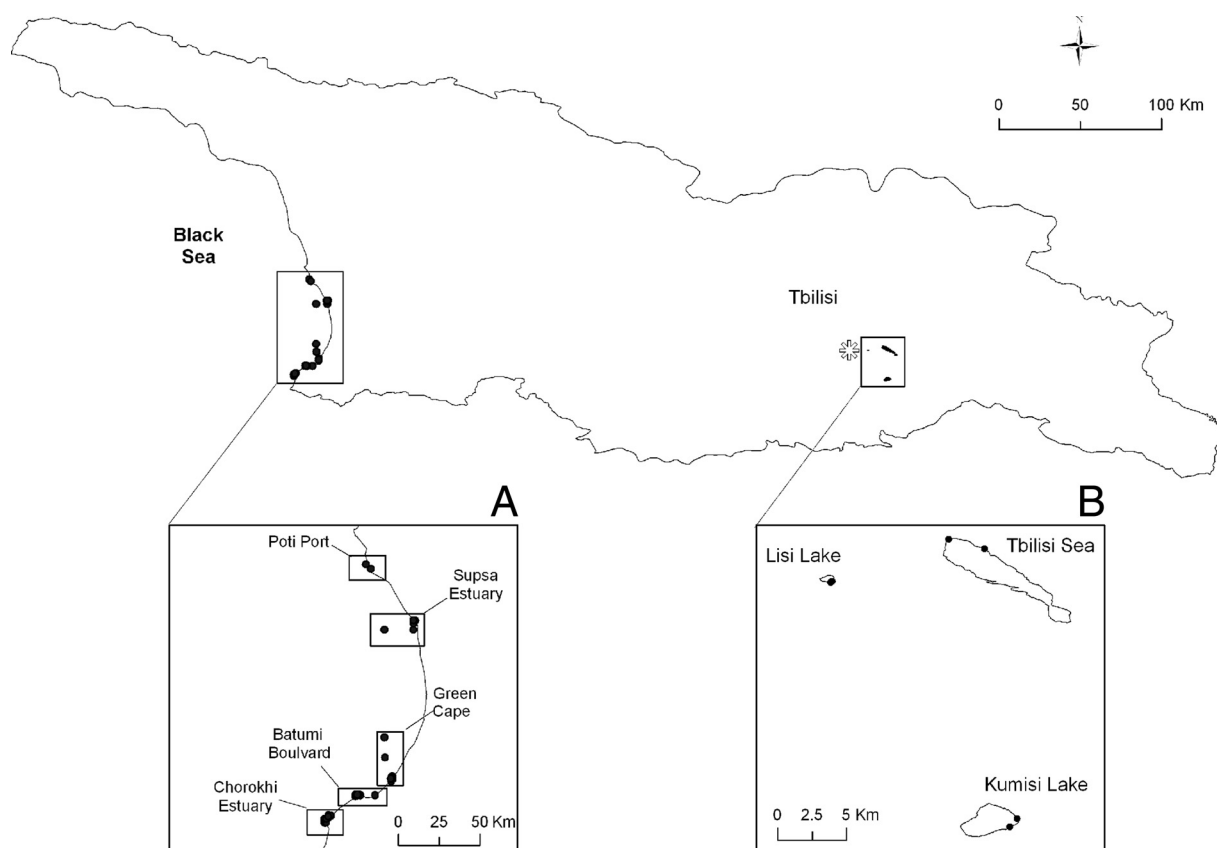 N
0 50 100 Km
Black
Sea
Tbilisi
A
B
Poti Port
Supsa
Estuary
Green
Cape
Batumi
Boulvard
Chorokhi
Estuary
0 25 50 Km
Lisi Lake
Tbilisi Sea
Kumisi Lake
0 2.5 5 Km